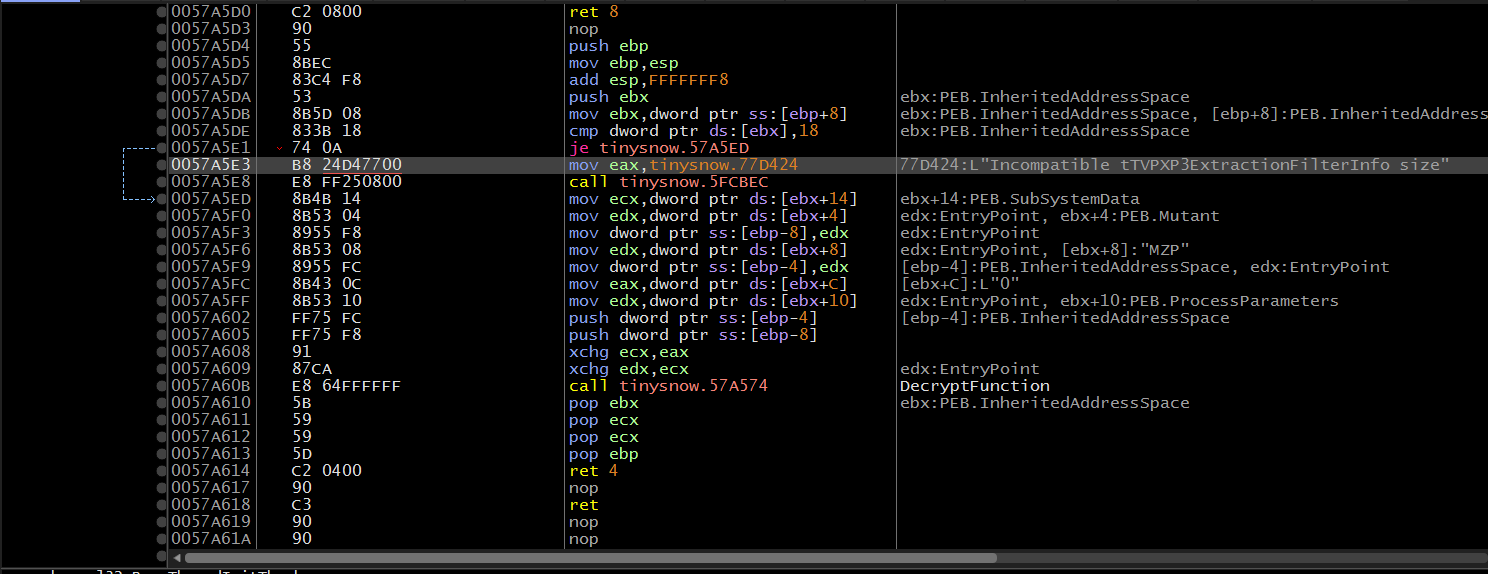 0057A5D0 C2 0800 ret 8
0057A5D3 90 nop
0057A5D4 55 push ebp
0057A5D5 8BEC mov ebp,esp
0057A5D7 83C4 F8 add esp,FFFFFFF8
0057A5DA 53 push ebx ebx:PEB.InheritedAddressSpace
0057A5DB 8B5D 08 mov ebx,dword ptr ss:[ebp+8] ebx:PEB.InheritedAddressSpace, [ebp+8]:PEB.InheritedAddress
0057A5DE 833B 18 cmp dword ptr ds:[ebx],18 ebx:PEB.InheritedAddressSpace
0057A5E1 74 0A je tinysnow.57A5ED
0057A5E3 B8 24D47700 mov eax,tinysnow.77D424 77D424:L"Incompatible tTVPXP3ExtractionFilterInfo size"
0057A5E8 E8 FF250800 call tinysnow.5FCBEC
0057A5ED 8B4B 14 mov ecx,dword ptr ds:[ebx+14] ebx+14:PEB.SubSystemData
0057A5F0 8B53 04 mov edx,dword ptr ds:[ebx+4] edx:EntryPoint, ebx+4:PEB.Mutant
0057A5F3 8955 F8 mov dword ptr ss:[ebp-8],edx edx:EntryPoint
0057A5F6 8B53 08 mov edx,dword ptr ds:[ebx+8] edx:EntryPoint, [ebx+8]:"MZP"
0057A5F9 8955 FC mov dword ptr ss:[ebp-4],edx [ebp-4]:PEB.InheritedAddressSpace, edx:EntryPoint
0057A5FC 8B43 0C mov eax,dword ptr ds:[ebx+C] [ebx+C]:L"0"
0057A5FF 8B53 10 mov edx,dword ptr ds:[ebx+10] edx:EntryPoint, ebx+10:PEB.ProcessParameters
0057A602 FF75 FC push dword ptr ss:[ebp-4] [ebp-4]:PEB.InheritedAddressSpace
0057A605 FF75 F8 push dword ptr ss:[ebp-8]
0057A608 91 xchg ecx,eax
0057A609 87CA xchg edx,ecx edx:EntryPoint
0057A60B E8 64FFFFFF call tinysnow.57A574 DecryptFunction
0057A610 5B pop ebx ebx:PEB.InheritedAddressSpace
0057A611 59 pop ecx
0057A612 59 pop ecx
0057A613 5D pop ebp
0057A614 C2 0400 ret 4
0057A617 90 nop
0057A618 C3 ret
0057A619 90 nop
0057A61A 90 nop